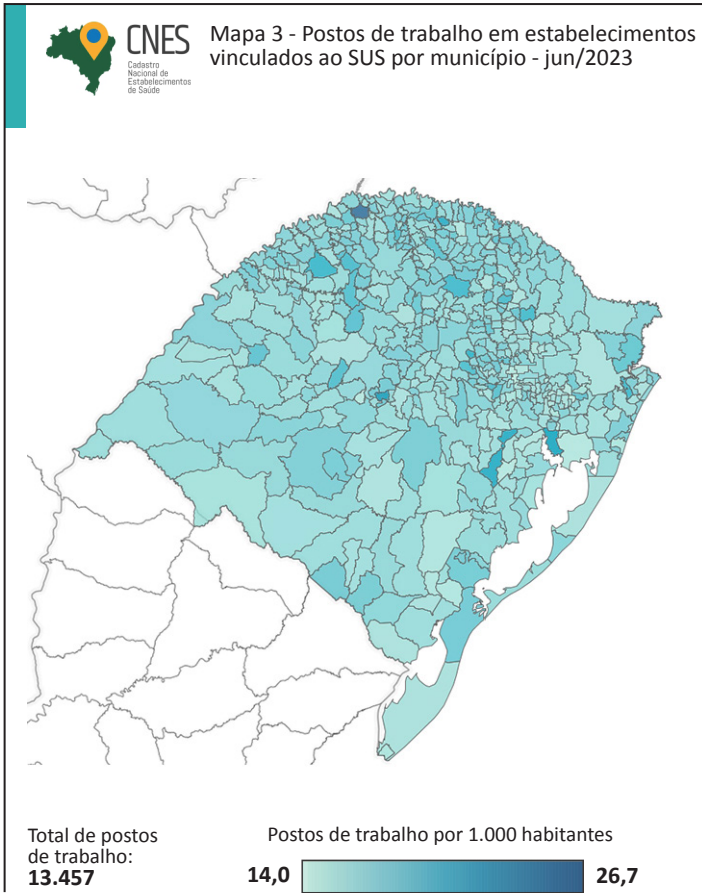 CNES
Cadastro
Nacional de
Estabelecimentos
de Saúde
Mapa 3 - Postos de trabalho em estabelecimentos
vinculados ao SUS por município - jun/2023
Total de postos
de trabalho:
13.457
Postos de trabalho por 1.000 habitantes
14,0
26,7